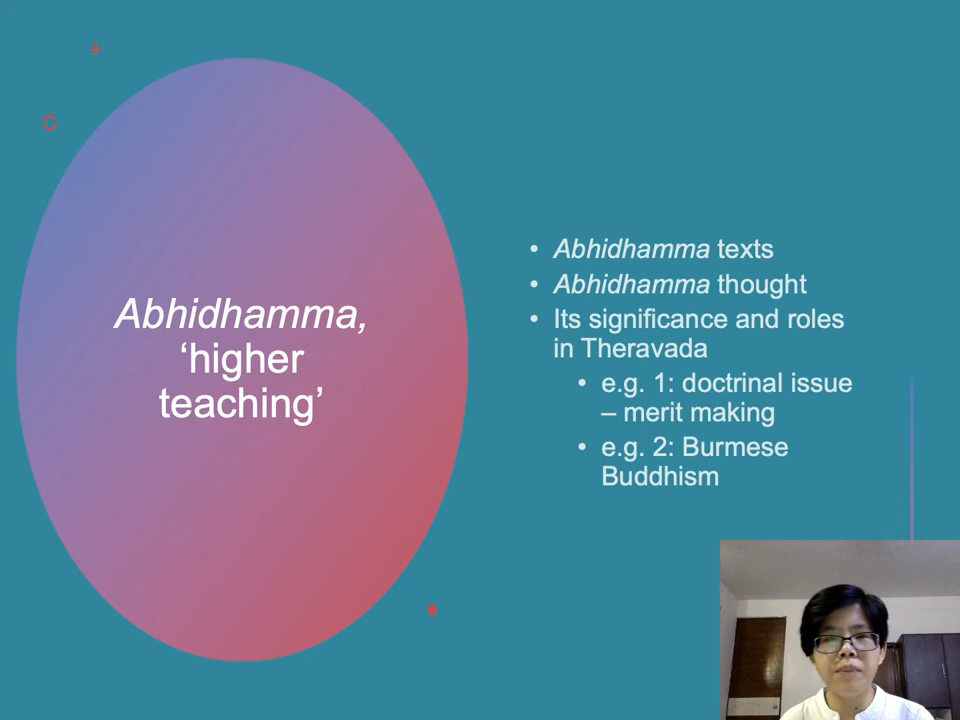 Abhidhamma,
‘higher
teaching’
• Abhidhamma texts
• Abhidhamma thought
• Its significance and roles
in Theravada
• e.g. 1: doctrinal issue
– merit making
• e.g. 2: Burmese
Buddhism